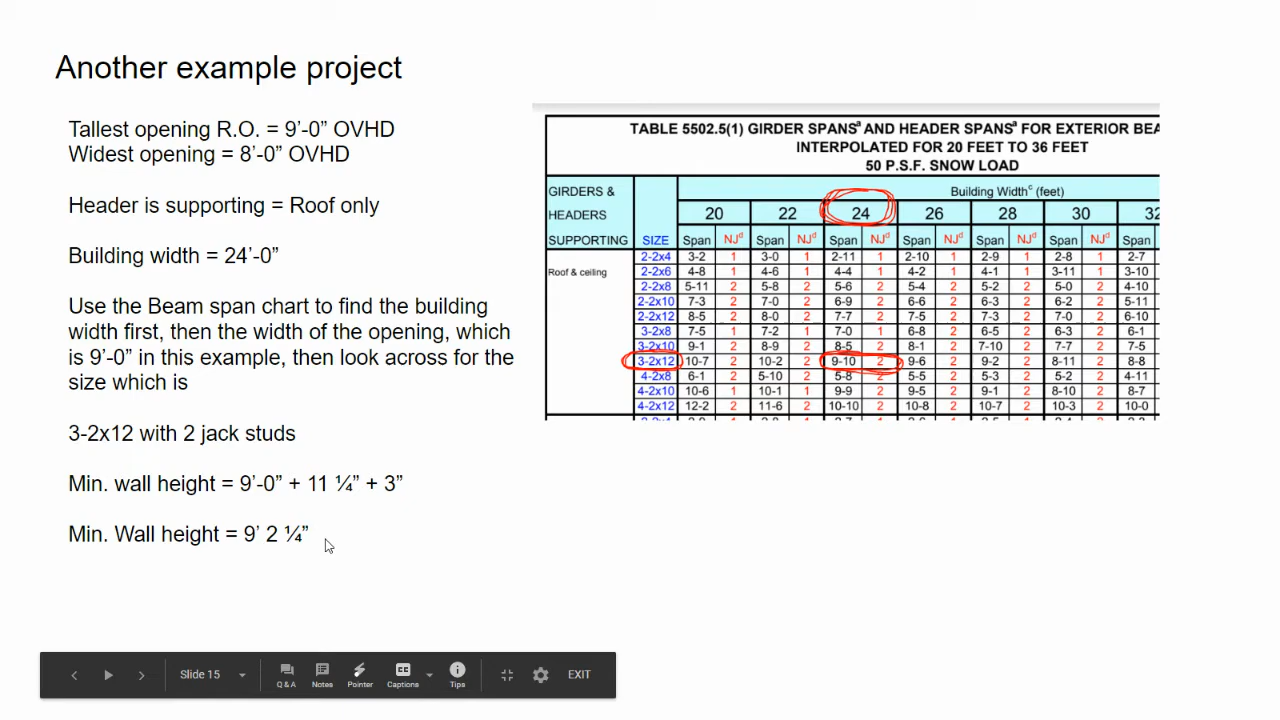 Another example project
Tallest opening R.O. = 9’-0” OVHD
Widest opening = 8’-0” OVHD
Header is supporting = Roof only
Building width = 24’-0”
Use the Beam span chart to find the building
width first, then the width of the opening, which
is 9’-0” in this example, then look across for the
size which is
3-2x12 with 2 jack studs
Min. wall height = 9’-0” + 11 ¼” + 3”
Min. Wall height = 9’ 2 ¼”
TABLE 5502.5(1) GIRDER SPANSa AND HEADER SPANSa FOR EXTERIOR BEA
INTERPOLATED FOR 20 FEET TO 36 FEET
50 P.S.F. SNOW LOAD
GIRDERS & Building Widthc (feet)
HEADERS 20 22 24 26 28 30 32
SUPPORTING SIZE Span NJd Span NJd Span NJd Span NJd Span NJd Span NJd Span
2-2x4 3-2 1 3-0 1 2-11 1 2-10 1 2-9 1 2-8 1 2-7
Roof & ceiling 2-2x6 4-8 1 4-6 1 4-4 1 4-2 1 4-1 1 3-11 1 3-10
2-2x8 5-11 2 5-8 2 5-6 2 5-4 2 5-2 2 5-0 2 4-10
2-2x10 7-3 2 7-0 2 6-9 2 6-6 2 6-3 2 6-2 2 5-11
2-2x12 8-5 2 8-0 2 7-7 2 7-5 2 7-3 2 7-0 2 6-10
3-2x8 7-5 1 7-2 1 7-0 1 6-8 2 6-5 2 6-3 2 6-1
3-2x10 9-1 2 8-9 2 8-5 2 8-1 2 7-10 2 7-7 2 7-5
3-2x12 10-7 2 10-2 2 9-10 2 9-6 2 9-2 2 8-11 2 8-8
4-2x8 6-1 2 5-10 2 5-8 2 5-5 2 5-3 2 5-2 2 4-11
4-2x10 10-6 1 10-1 1 9-9 2 9-5 2 9-1 2 8-10 2 8-7
4-2x12 12-2 2 11-6 2 10-10 2 10-8 2 10-7 2 10-3 2 10-0
Slide 15
Q & A Notes Pointer Captions Tips EXIT